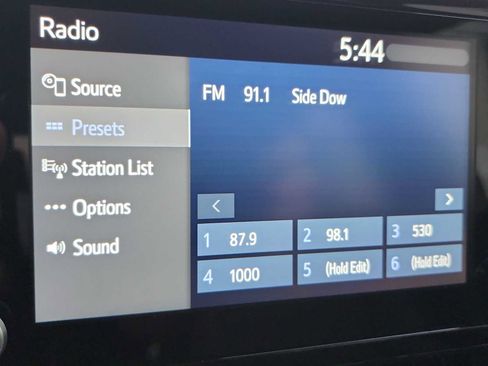 Radio
5:44
Source
Presets
Station List
Options
Sound
FM 91.1 Side Dow
1 87.9
2 98.1
3 530
4 1000
5 (Hold Edit)
6 (Hold Edit)